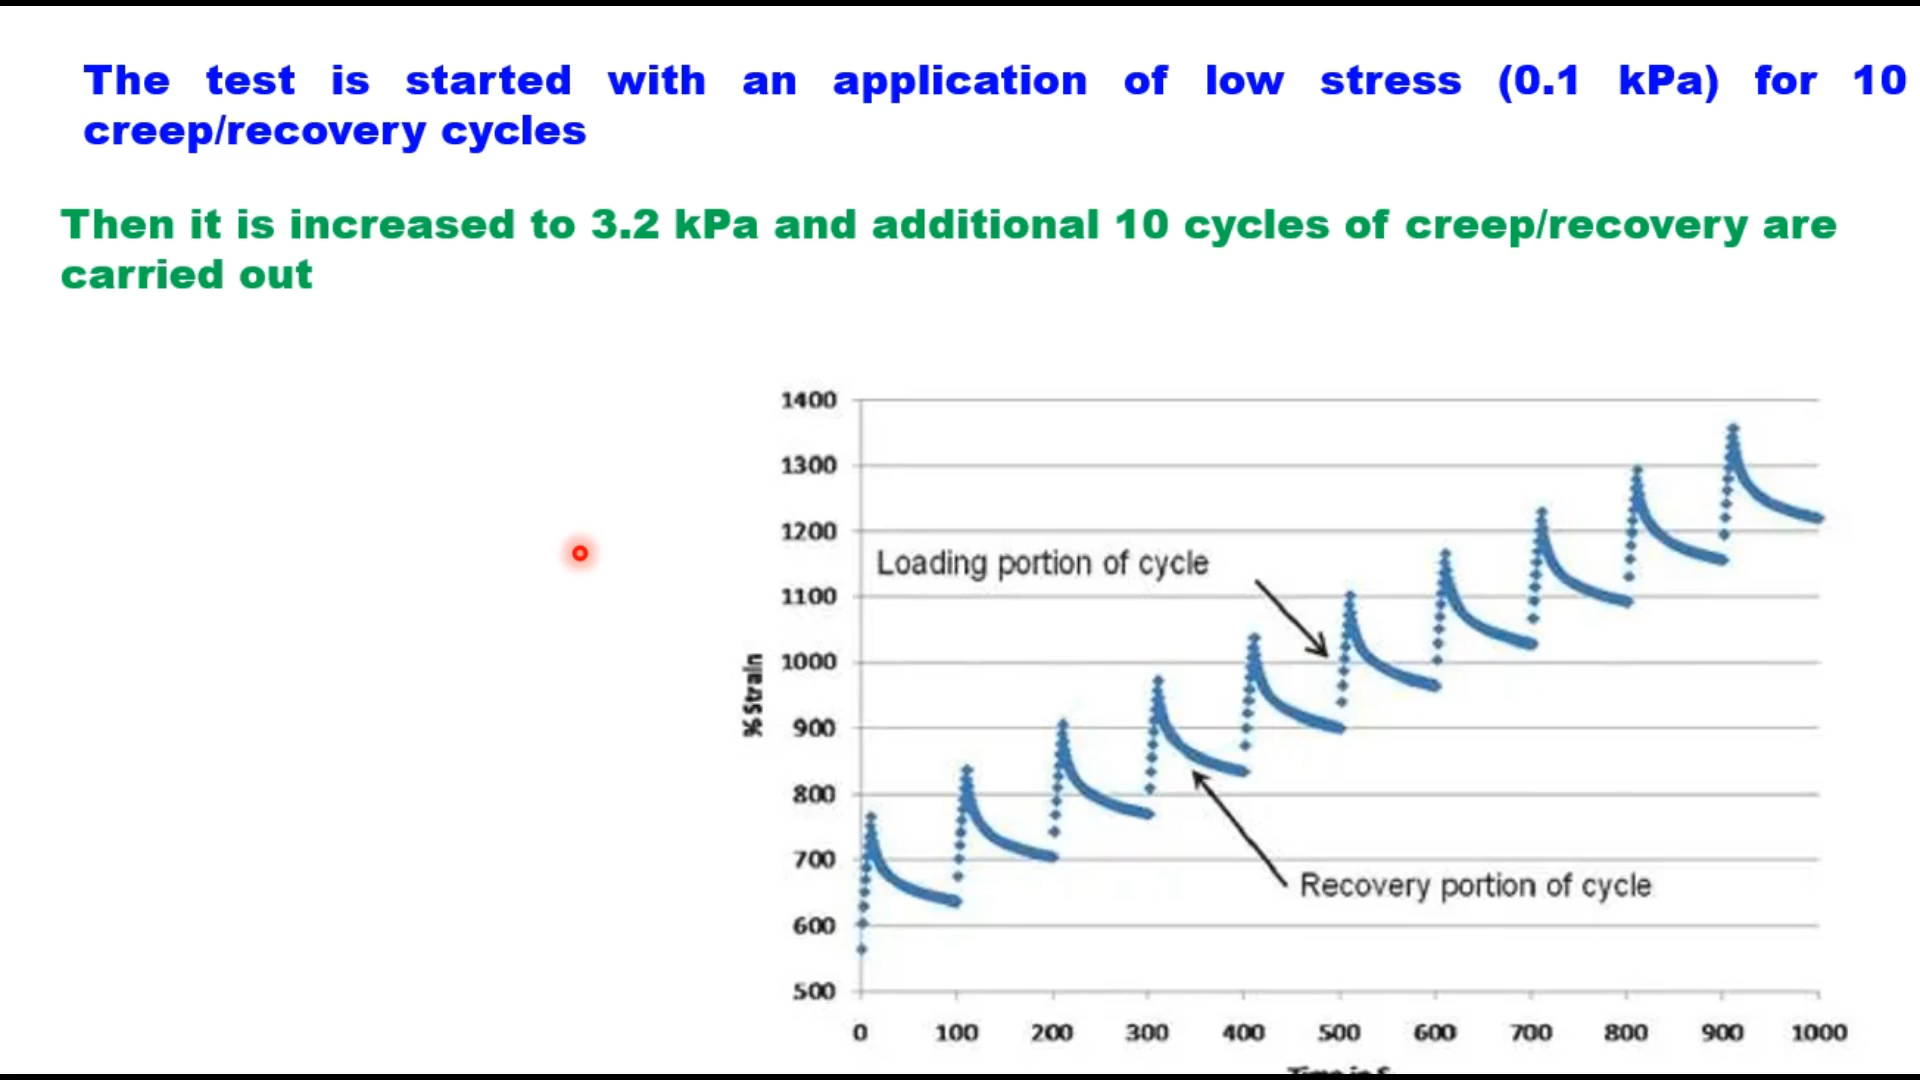 The test is started with an application of low stress (0.1 kPa) for 10
creep/recovery cycles
Then it is increased to 3.2 kPa and additional 10 cycles of creep/recovery are
carried out
1400
1300
1200
1100
1000
900
800
700
600
500
% Strain
Loading portion of cycle
Recovery portion of cycle
0 100 200 300 400 500 600 700 800 900 1000
Time in S